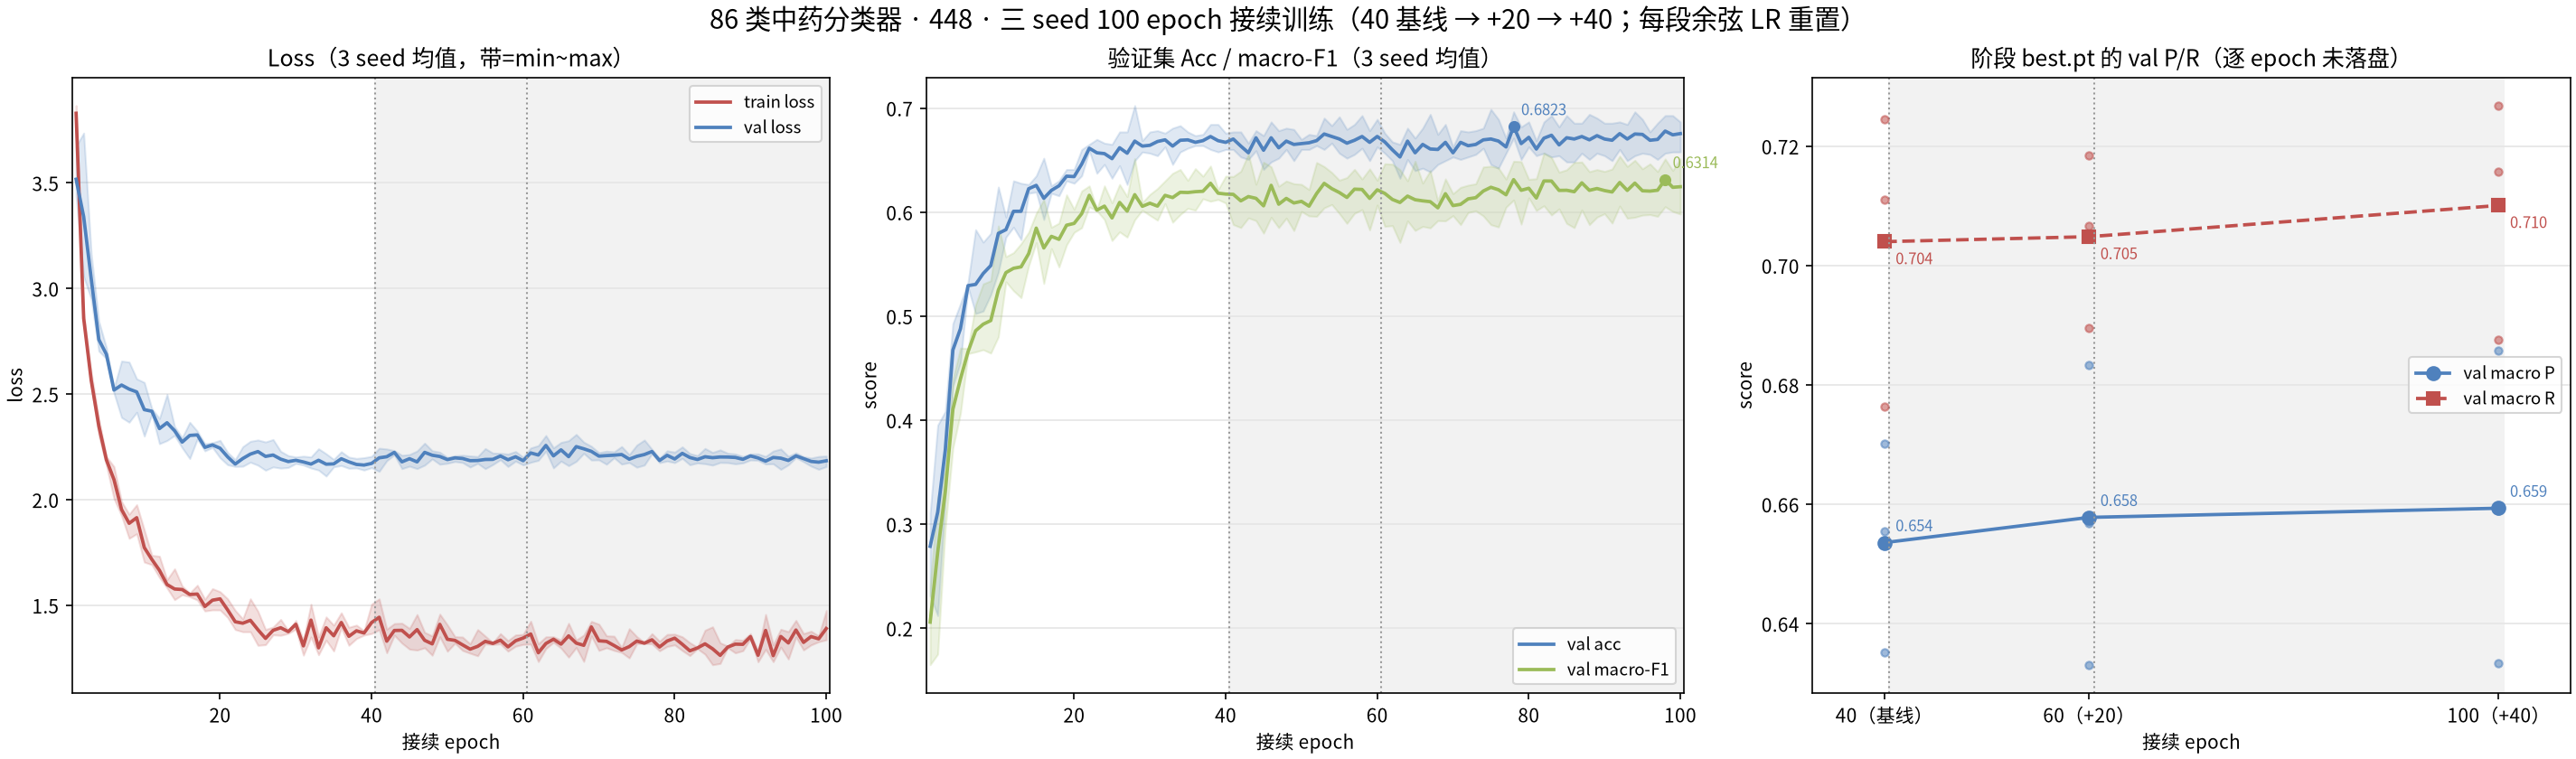 86 类中药分类器 · 448 · 三 seed 100 epoch 接续训练（40 基线 → +20 → +40；每段余弦 LR 重置）
Loss（3 seed 均值，带=min~max）
3.5
3.0
2.5
2.0
1.5
loss
train loss
val loss
20
40
60
80
100
接续 epoch
验证集 Acc / macro-F1（3 seed 均值）
0.7
0.6
0.5
0.4
0.3
0.2
score
0.6823
0.6314
val acc
val macro-F1
20
40
60
80
100
接续 epoch
阶段 best.pt 的 val P/R（逐 epoch 未落盘）
0.72
0.70
0.68
0.66
0.64
score
0.704
0.705
0.710
0.654
0.658
0.659
val macro P
val macro R
40（基线）
60（+20）
100（+40）
接续 epoch